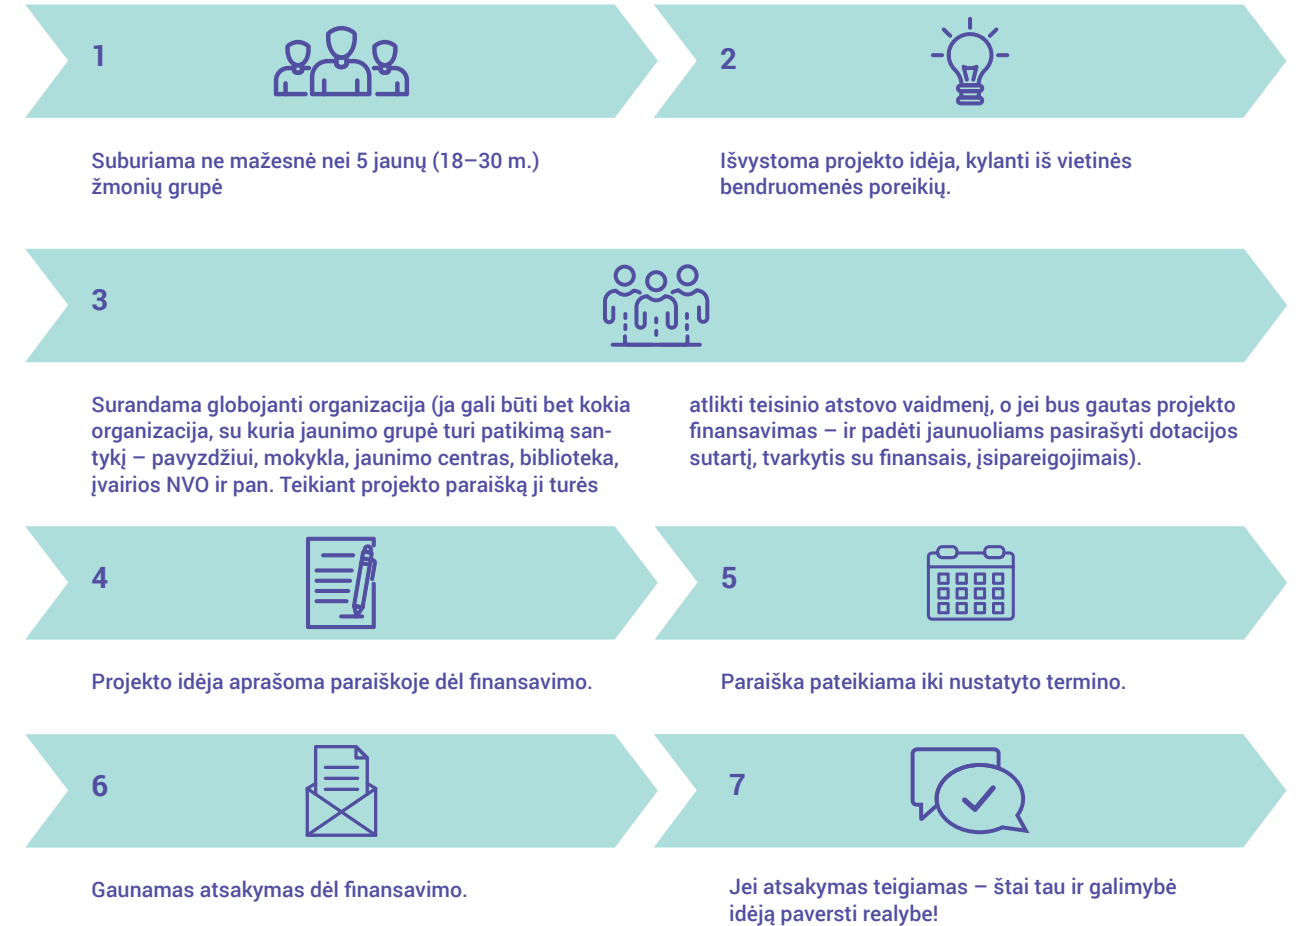 1
Suburiama ne mažesnė nei 5 jaunų (18–30 m.)
žmonių grupė
2
Išvystoma projekto idėja, kylanti iš vietinės
bendruomenės poreikių.
3
Surandama globojanti organizacija (ja gali būti bet kokia
organizacija, su kuria jaunimo grupė turi patikimą san-
tykį – pavyzdžiui, mokykla, jaunimo centras, biblioteka,
įvairios NVO ir pan. Teikiant projekto paraišką ji turės
atlikti teisinio atstovo vaidmenį, o jei bus gautas projekto
finansavimas – ir padėti jaunuoliams pasirašyti dotacijos
sutartį, tvarkytis su finansais, įsipareigojimais).
4
Projekto idėja aprašoma paraiškoje dėl finansavimo.
5
Paraiška pateikiama iki nustatyto termino.
6
Gaunamas atsakymas dėl finansavimo.
7
Jei atsakymas teigiamas – štai tau ir galimybė
idėją paversti realybe!